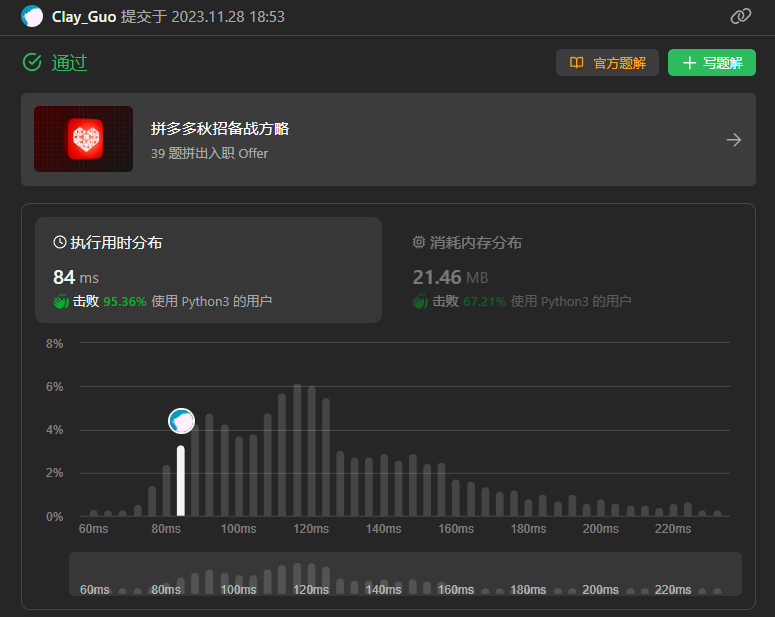 Clay_Guo 提交于 2023.11.28 18:53
通过
官方题解
写题解
拼多多秋招备战方略
39 题拼出入职 Offer
执行用时分布
84 ms
击败 95.36% 使用 Python3 的用户
消耗内存分布
21.46 MB
击败 67.21% 使用 Python3 的用户
8%
6%
4%
2%
0%
60ms 80ms 100ms 120ms 140ms 160ms 180ms 200ms 220ms
60ms 80ms 100ms 120ms 140ms 160ms 180ms 200ms 220ms